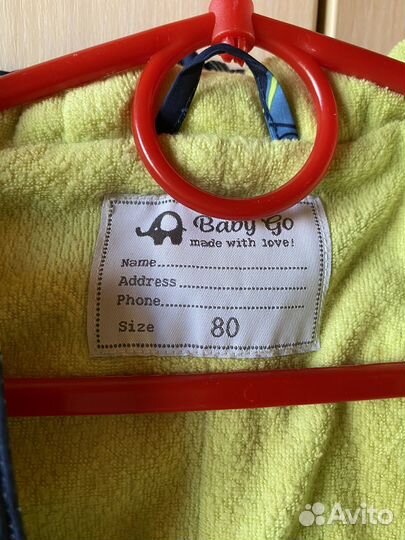 Baby Go
made with love!
Name
Address
Phone
Size 80
Avito